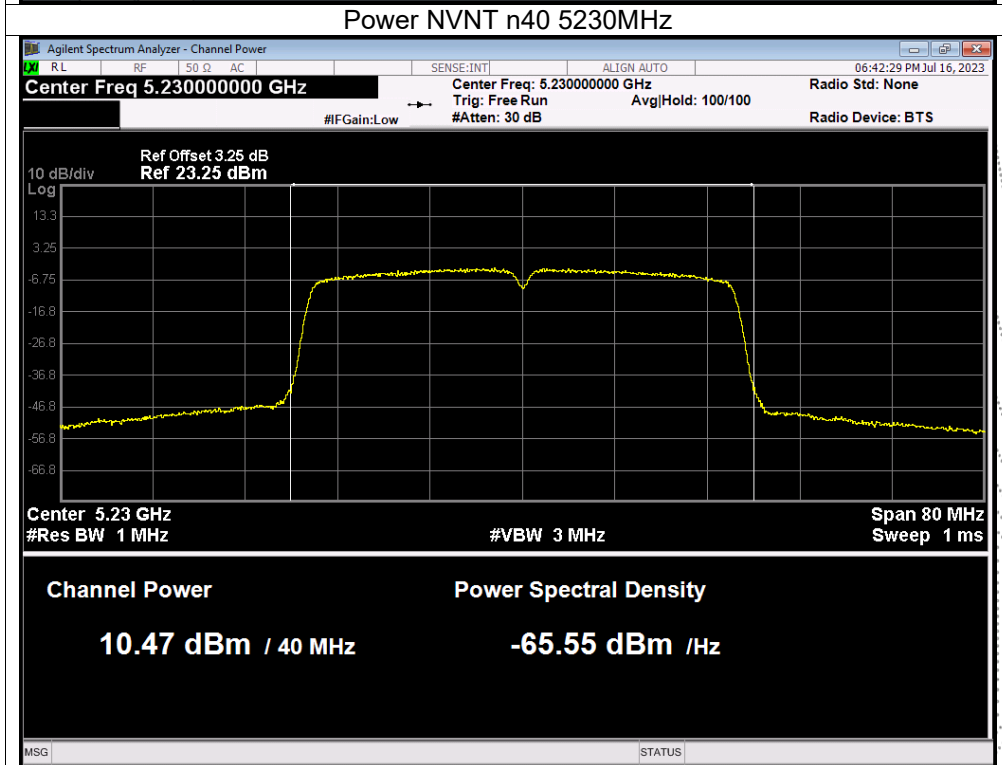 Power NVNT n40 5230MHz
Agilent Spectrum Analyzer - Channel Power
LXI RL RF 50 Ω AC SENSE:INT ALIGN AUTO 06:42:29 PM Jul 16, 2023
Center Freq 5.230000000 GHz Center Freq: 5.230000000 GHz Radio Std: None
Trig: Free Run Avg|Hold: 100/100
#IFGain:Low #Atten: 30 dB Radio Device: BTS
Ref Offset 3.25 dB
10 dB/div Ref 23.25 dBm
Log
13.3
3.25
-6.75
-16.8
-26.8
-36.8
-46.8
-56.8
-66.8
Center 5.23 GHz Span 80 MHz
#Res BW 1 MHz #VBW 3 MHz Sweep 1 ms
Channel Power Power Spectral Density
10.47 dBm / 40 MHz -65.55 dBm /Hz
MSG STATUS